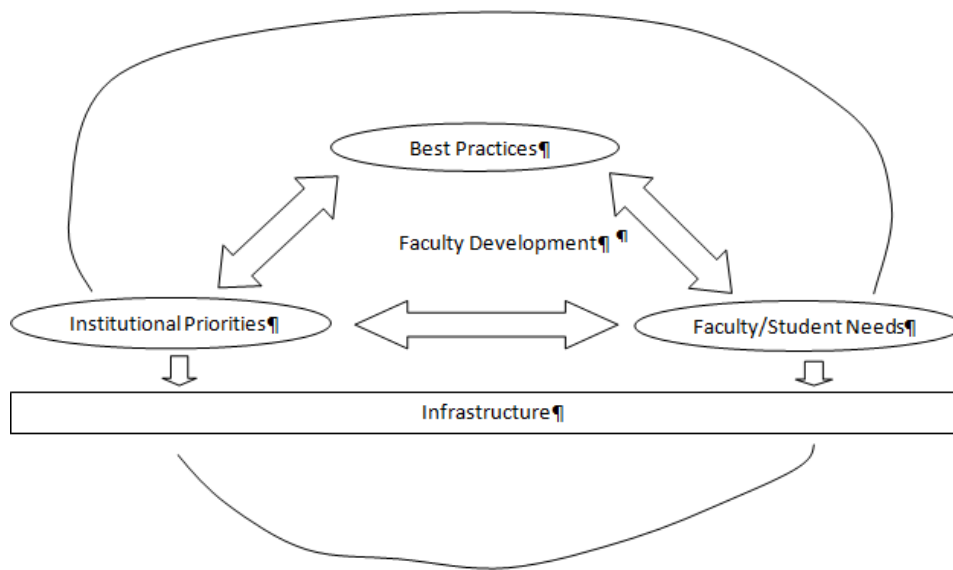 Best Practices¶
Faculty Development¶ ¶
Institutional Priorities¶
Faculty/Student Needs¶
Infrastructure¶